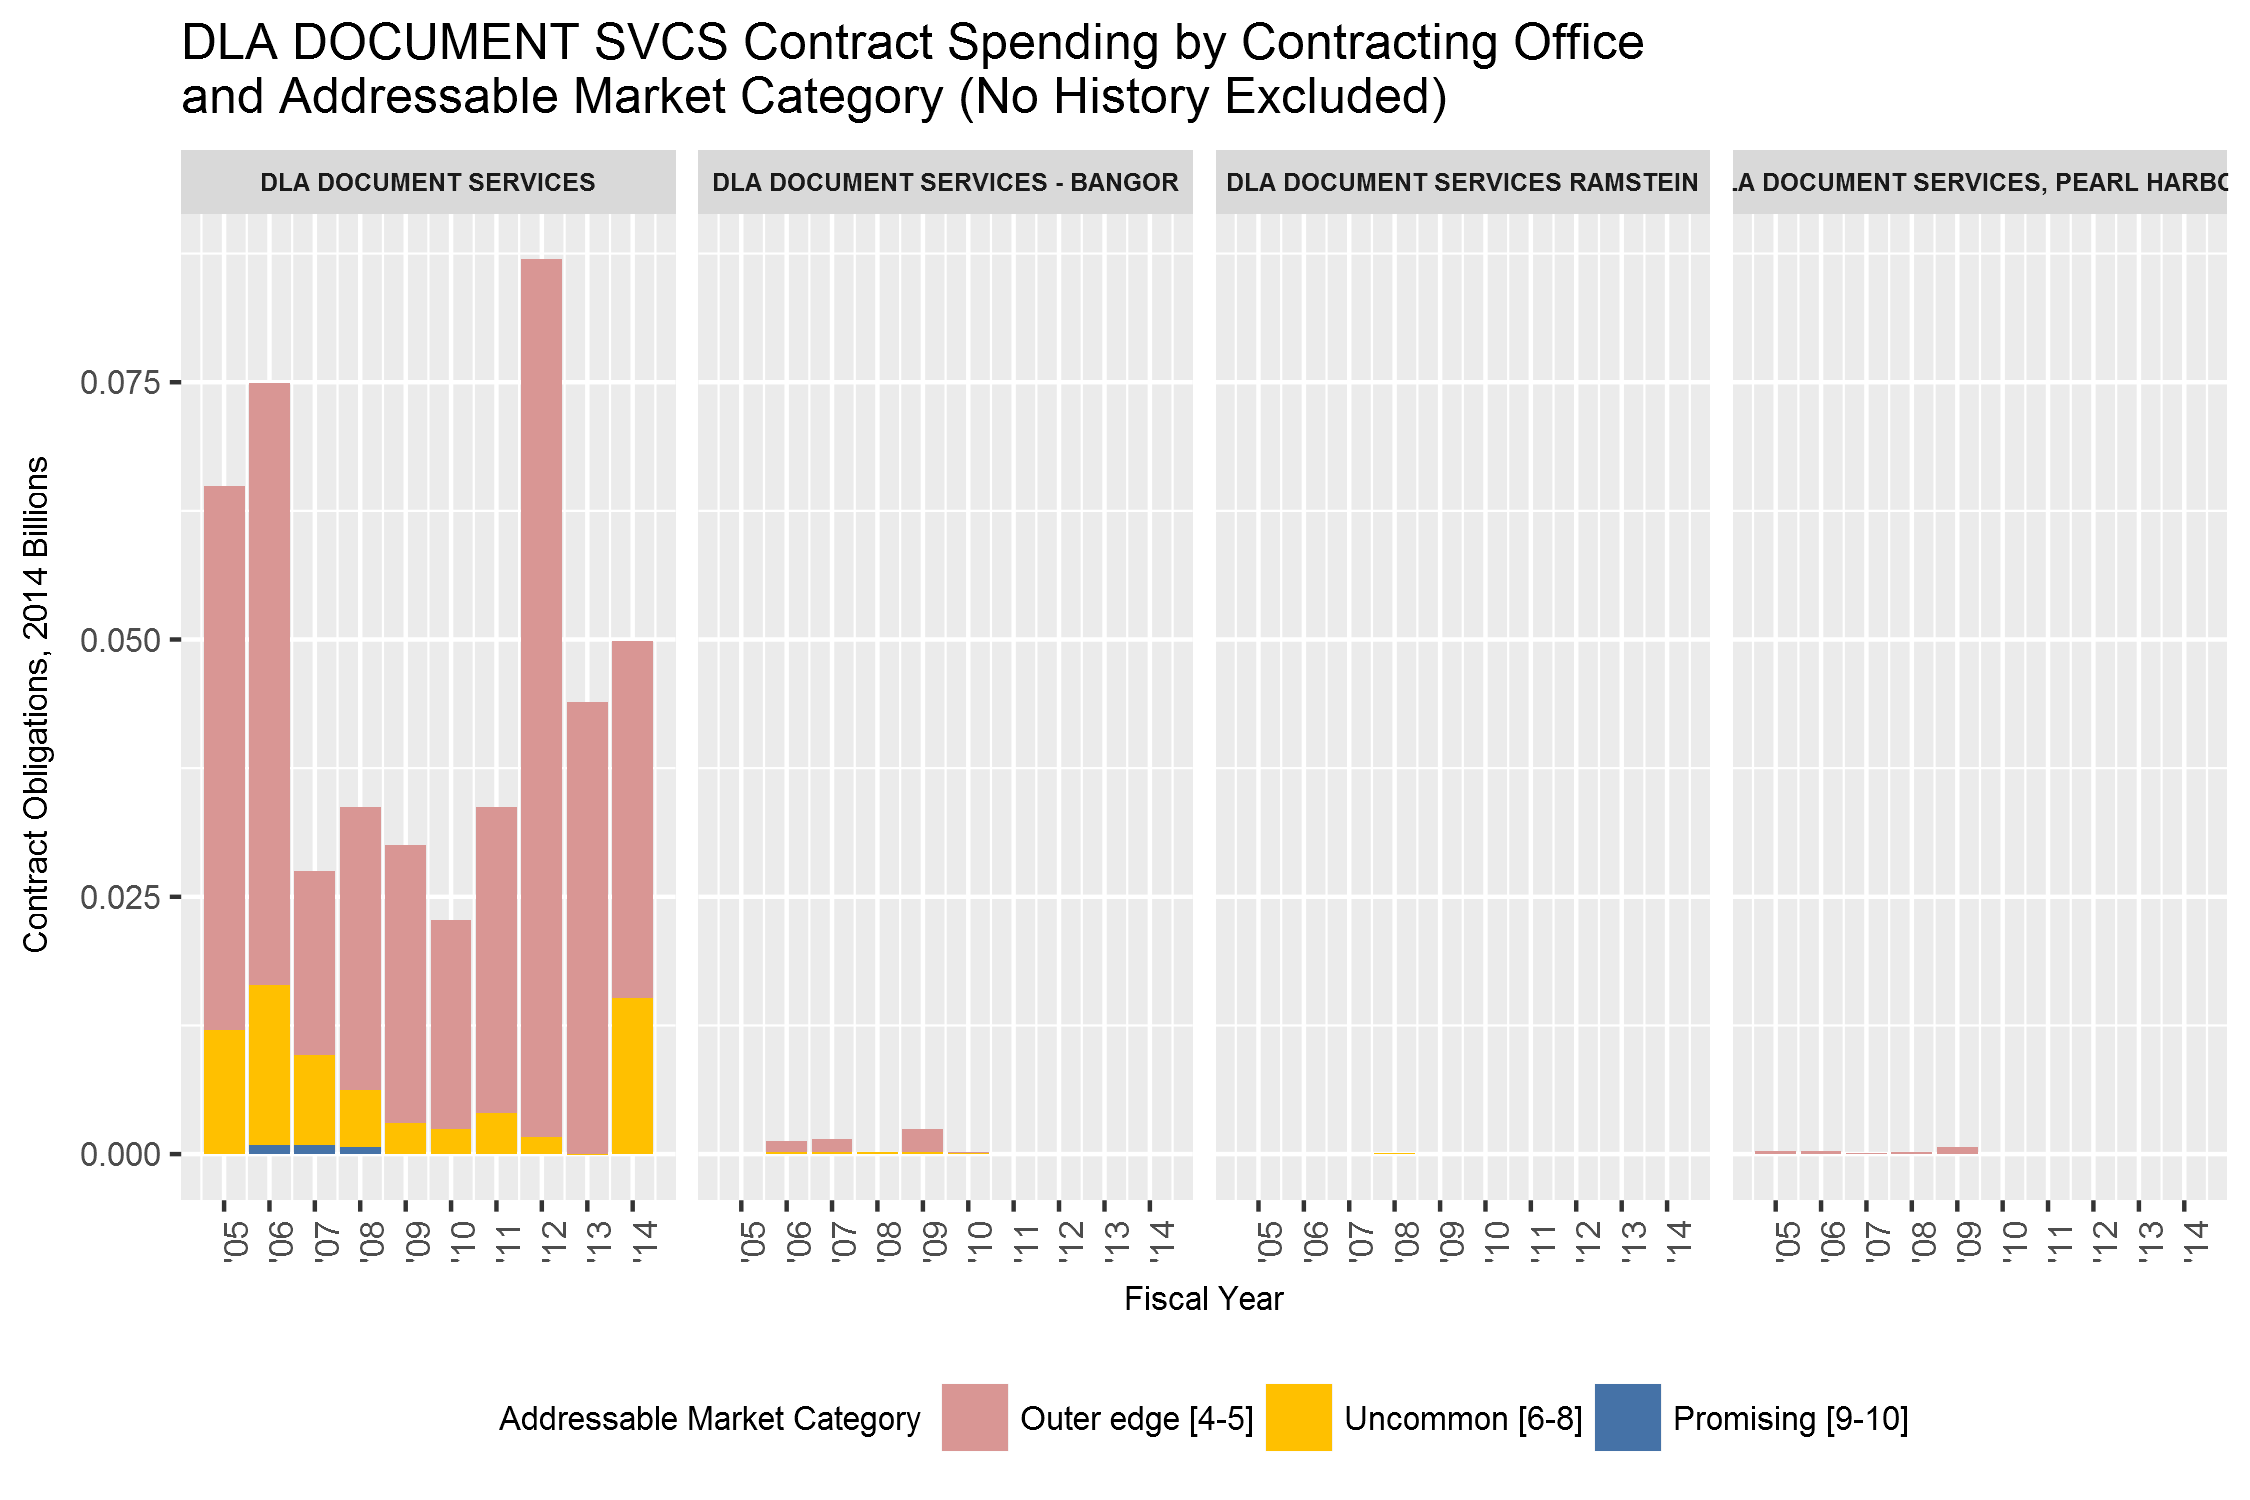 DLA DOCUMENT SVCS Contract Spending by Contracting Office
and Addressable Market Category (No History Excluded)
DLA DOCUMENT SERVICES
DLA DOCUMENT SERVICES - BANGOR
DLA DOCUMENT SERVICES RAMSTEIN
LA DOCUMENT SERVICES, PEARL HARBO
Contract Obligations, 2014 Billions
0.075
0.050
0.025
0.000
'05 '06 '07 '08 '09 '10 '11 '12 '13 '14
'05 '06 '07 '08 '09 '10 '11 '12 '13 '14
'05 '06 '07 '08 '09 '10 '11 '12 '13 '14
'05 '06 '07 '08 '09 '10 '11 '12 '13 '14
Fiscal Year
Addressable Market Category
Outer edge [4-5]
Uncommon [6-8]
Promising [9-10]